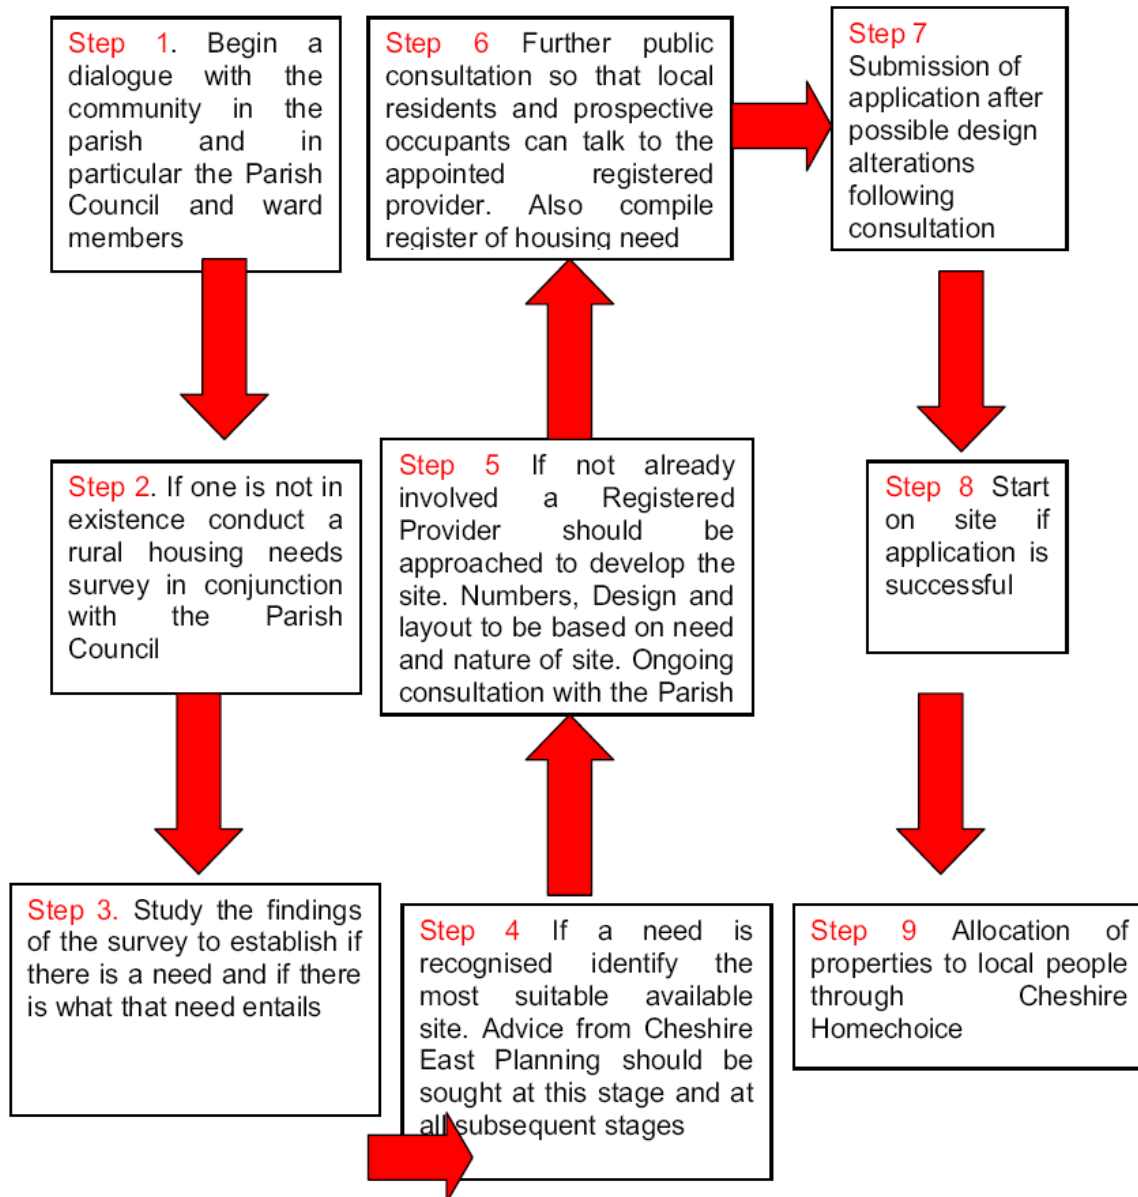 Step 1. Begin a
dialogue with the
community in the
parish and in
particular the Parish
Council and ward
members
Step 2. If one is not in
existence conduct a
rural housing needs
survey in conjunction
with the Parish
Council
Step 3. Study the findings
of the survey to establish if
there is a need and if there
is what that need entails
Step 4 If a need is
recognised identify the
most suitable available
site. Advice from Cheshire
East Planning should be
sought at this stage and at
all subsequent stages
Step 5 If not already
involved a Registered
Provider should be
approached to develop the
site. Numbers, Design and
layout to be based on need
and nature of site. Ongoing
consultation with the Parish
Step 6 Further public
consultation so that local
residents and prospective
occupants can talk to the
appointed registered
provider. Also compile
register of housing need
Step 7
Submission of
application after
possible design
alterations
following
consultation
Step 8 Start
on site if
application is
successful
Step 9 Allocation of
properties to local people
through Cheshire
Homechoice